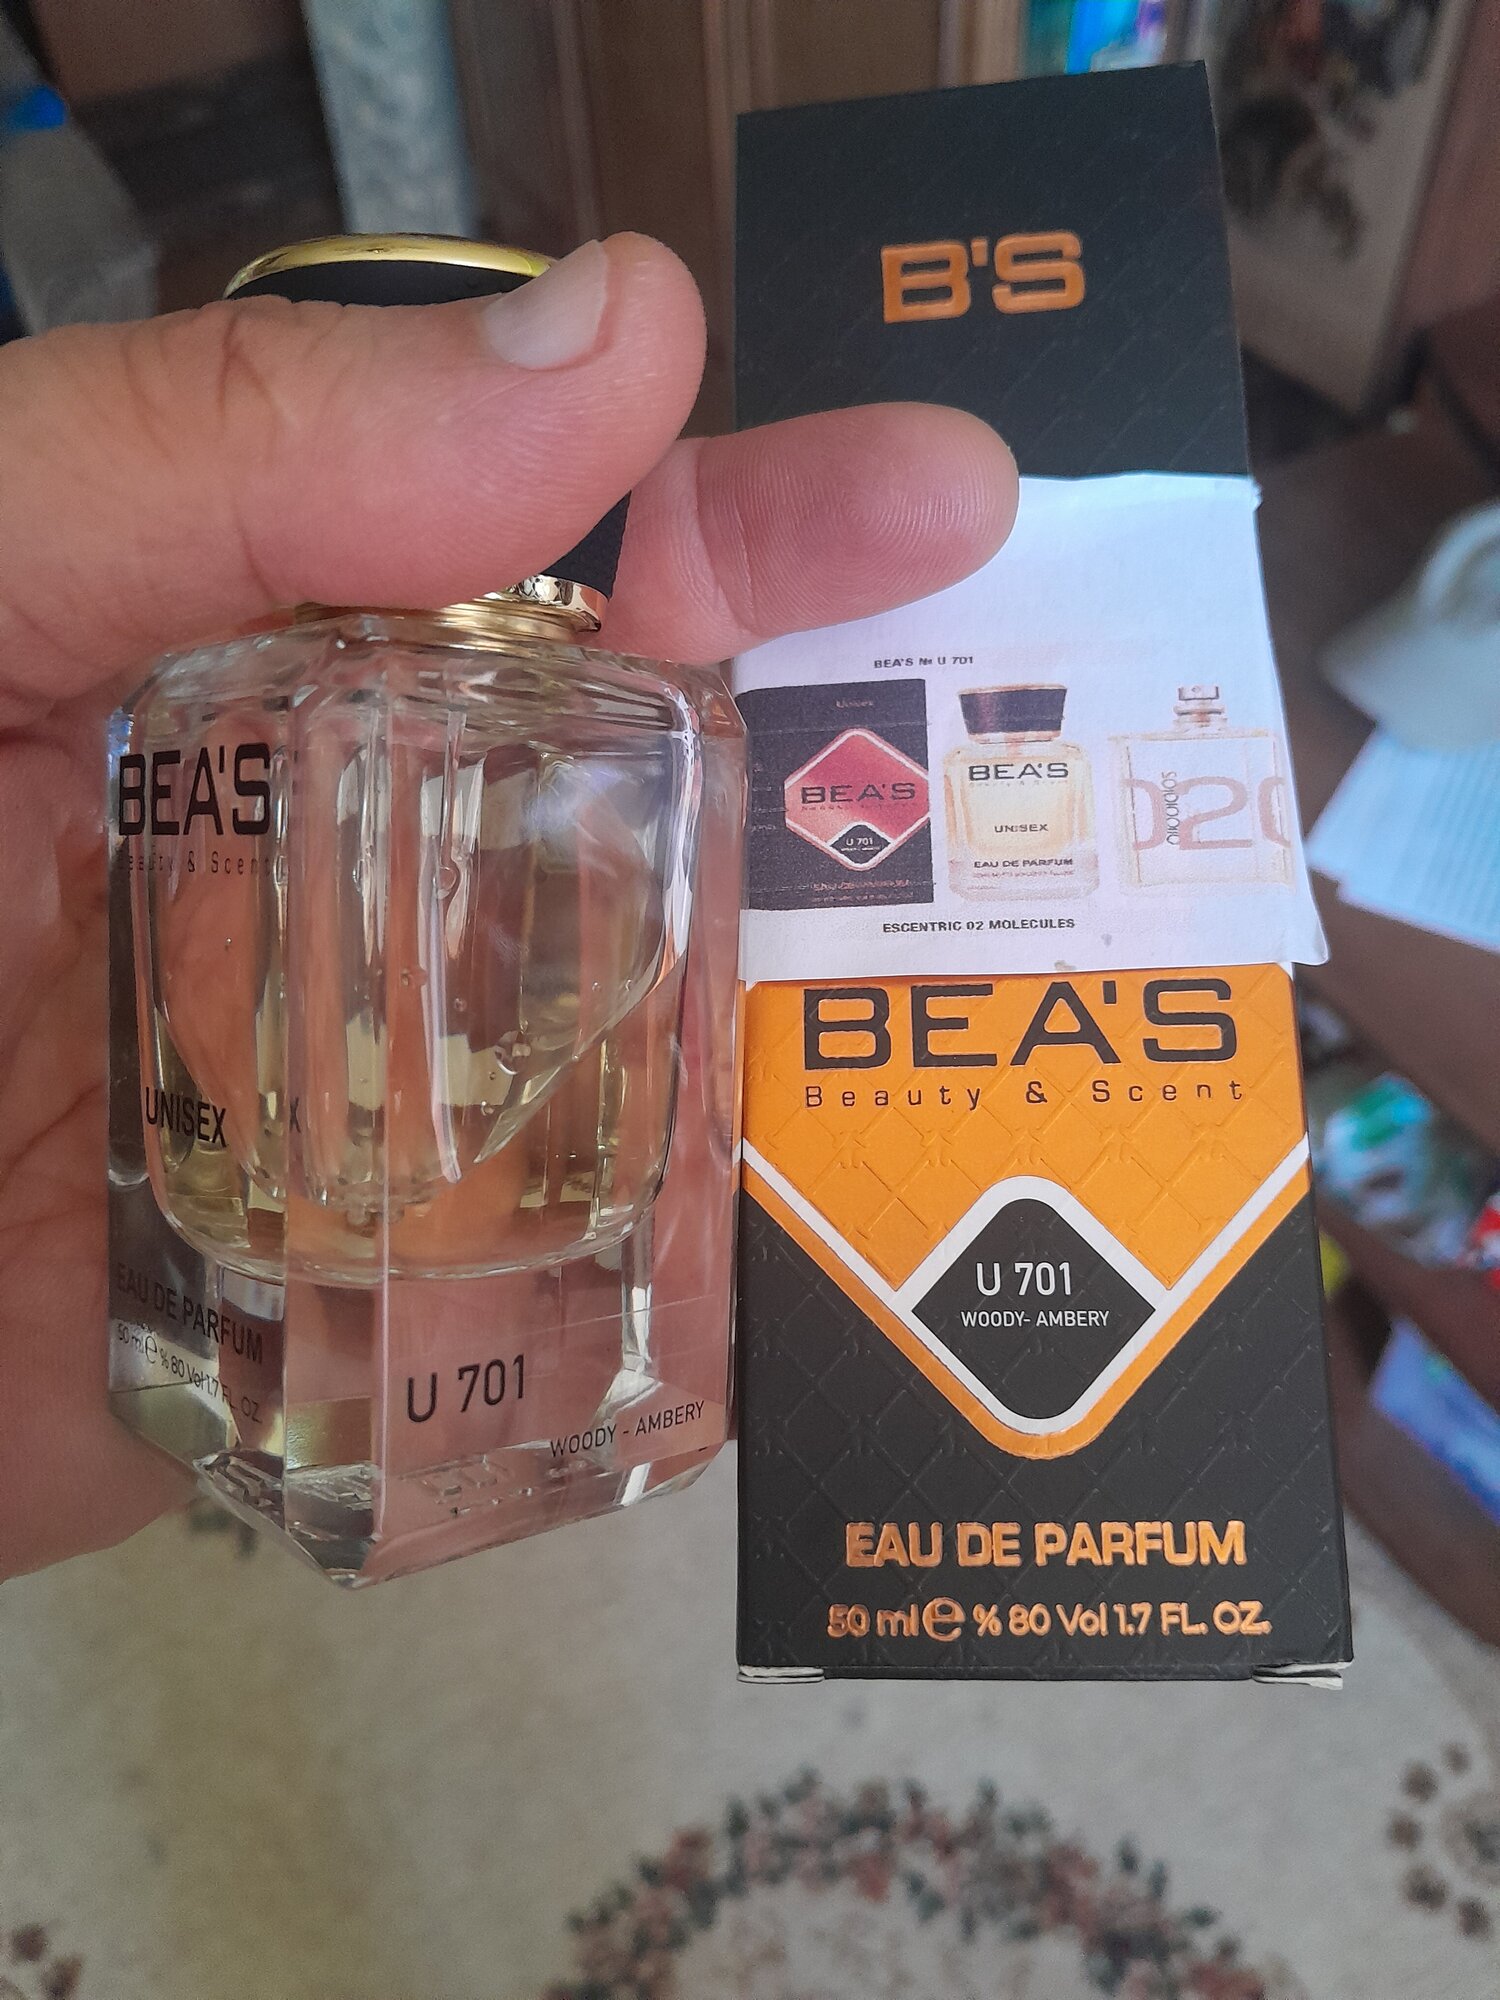 B'S
BEA'S № U 701
Unisex
BEA'S
U 701
BEA'S
UNISEX
EAU DE PARFUM
ESCENTRIC 02 MOLECULES
BEA'S
Beauty & Scent
U 701
WOODY- AMBERY
EAU DE PARFUM
50 ml e % 80 Vol 1.7 FL. OZ.
BEA'S
Beauty & Scent
UNISEX
EAU DE PARFUM
50 ml e % 80 Vol 1.7 FL. OZ.
U 701
WOODY - AMBERY